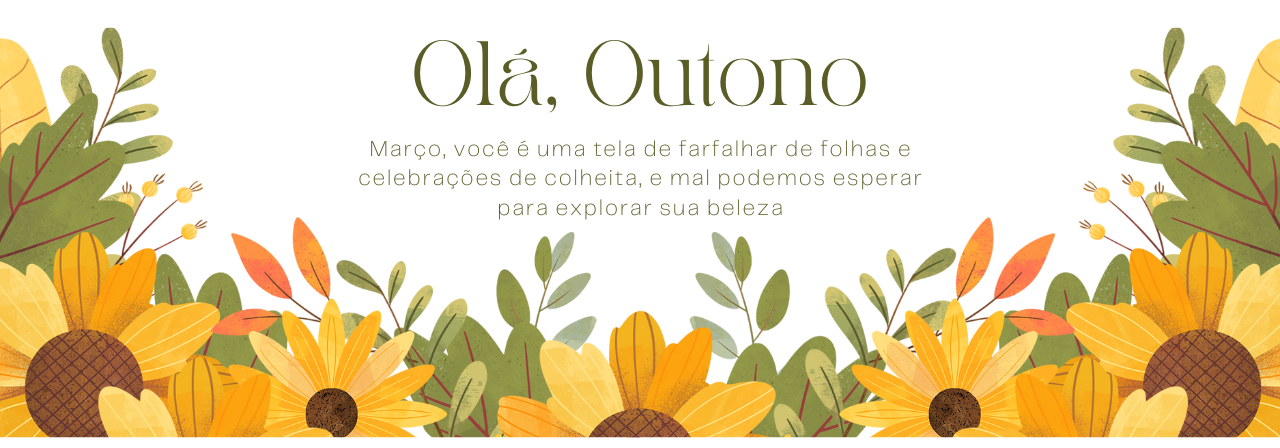 Olá, Outono
Março, você é uma tela de farfalhar de folhas e
celebrações de colheita, e mal podemos esperar
para explorar sua beleza